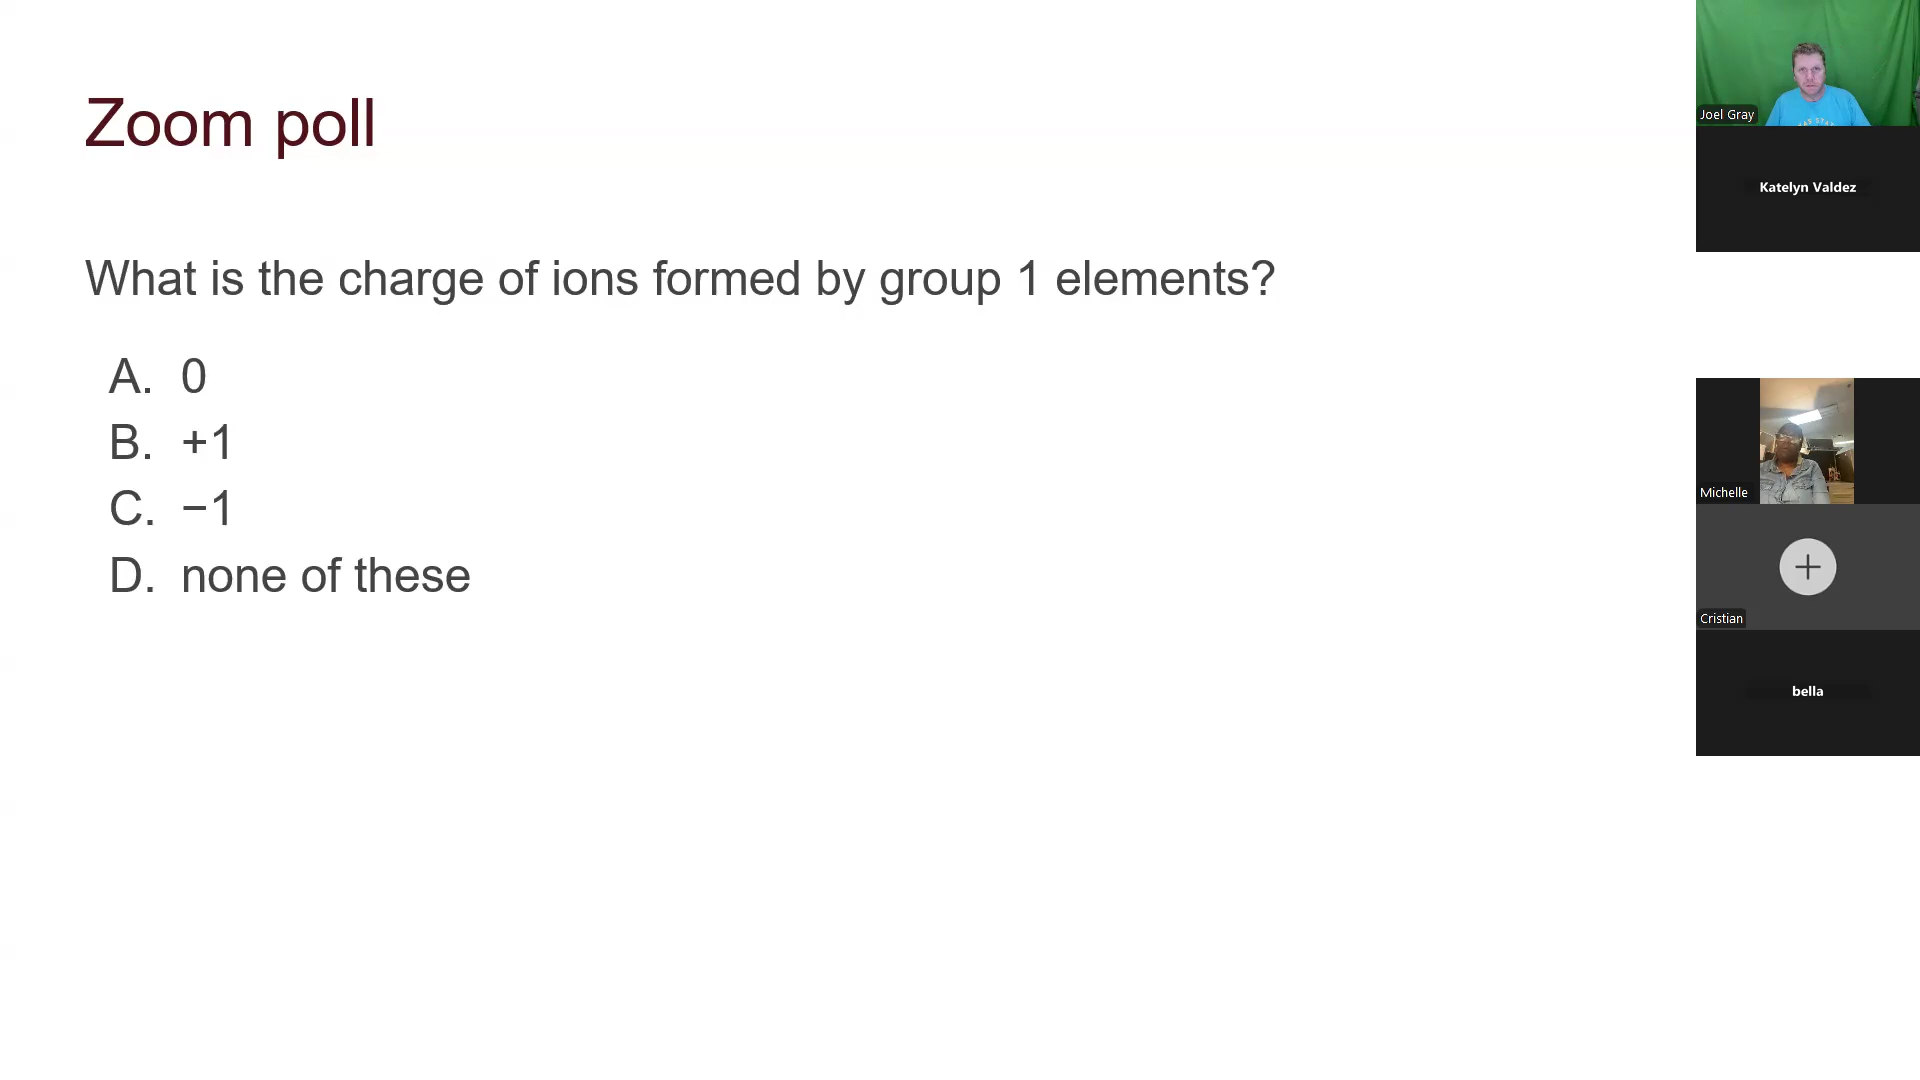 Zoom poll
What is the charge of ions formed by group 1 elements?
A. 0
B. +1
C. −1
D. none of these
Joel Gray
Katelyn Valdez
Michelle
Cristian
bella